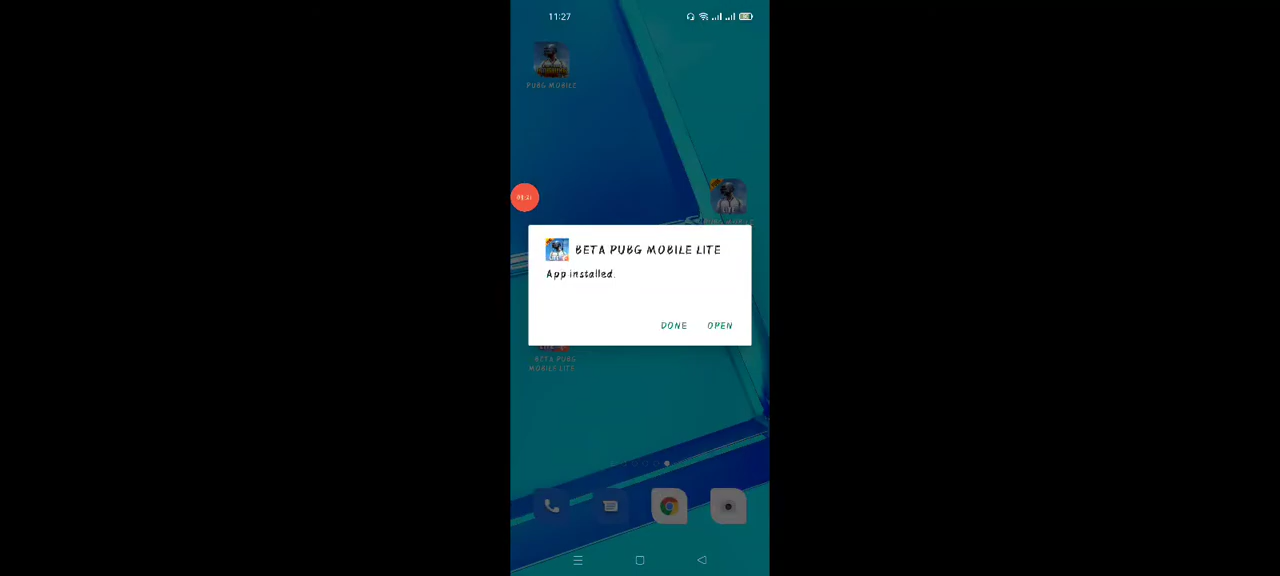 11:27
PUBG MOBILE
BETA PUBG MOBILE LITE
App installed.
DONE OPEN
BETA PUBG
MOBILE LITE